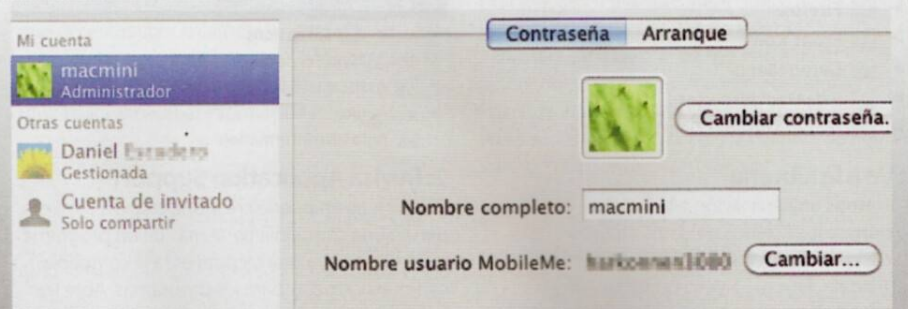 Mi cuenta
macmini
Administrador
Otras cuentas
Daniel
Gestionada
Cuenta de invitado
Solo compartir
Contraseña Arranque
Cambiar contraseña.
Nombre completo: macmini
Nombre usuario MobileMe: Cambiar...